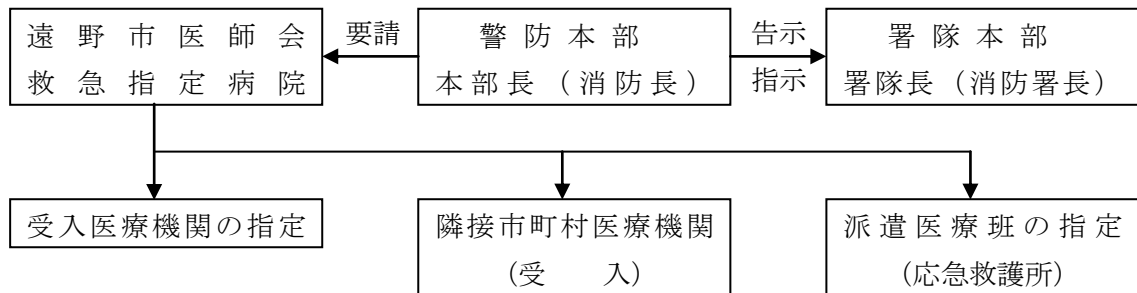 遠野市医師会
救急指定病院
要請
警防本部
本部長（消防長）
告示
指示
署隊本部
署隊長（消防署長）
受入医療機関の指定
隣接市町村医療機関
(受　入)
派遣医療班の指定
(応急救護所)